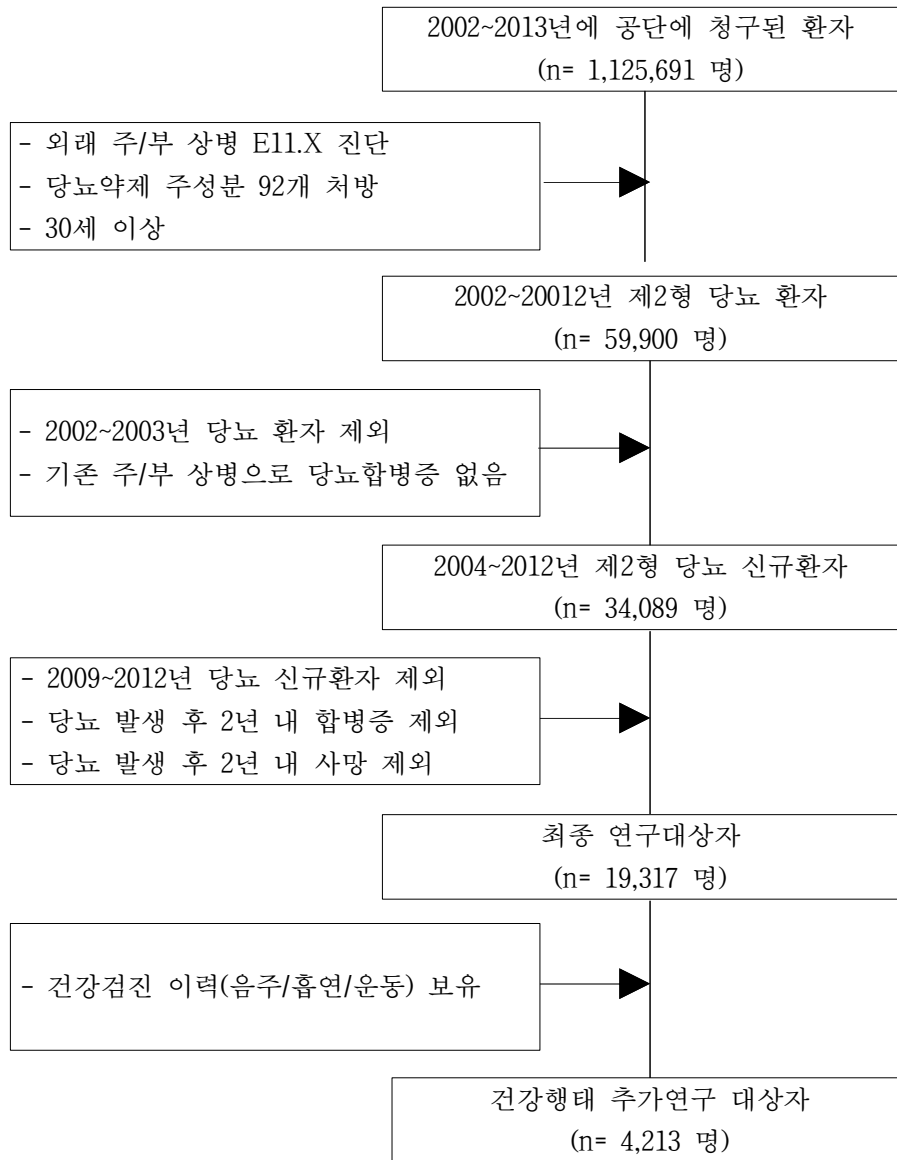 2002~2013년에 공단에 청구된 환자
(n= 1,125,691 명)
- 외래 주/부 상병 E11.X 진단
- 당뇨약제 주성분 92개 처방
- 30세 이상
2002~20012년 제2형 당뇨 환자
(n= 59,900 명)
- 2002~2003년 당뇨 환자 제외
- 기존 주/부 상병으로 당뇨합병증 없음
2004~2012년 제2형 당뇨 신규환자
(n= 34,089 명)
- 2009~2012년 당뇨 신규환자 제외
- 당뇨 발생 후 2년 내 합병증 제외
- 당뇨 발생 후 2년 내 사망 제외
최종 연구대상자
(n= 19,317 명)
- 건강검진 이력(음주/흡연/운동) 보유
건강행태 추가연구 대상자
(n= 4,213 명)